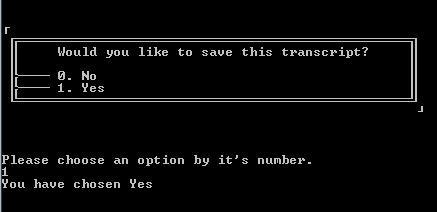 Would you like to save this transcript?
0. No
1. Yes
Please choose an option by it's number.
1
You have chosen Yes